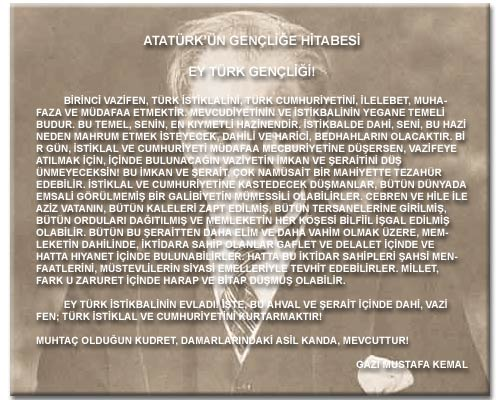 ATATÜRK'ÜN GENÇLİĞE HİTABESİ
EY TÜRK GENÇLİĞİ!
BİRİNCİ VAZİFEN, TÜRK İSTİKLALİNİ, TÜRK CUMHURİYETİNİ, İLELEBET, MUHA-
FAZA VE MÜDAFAA ETMEKTİR. MEVCUDİYETİNİN VE İSTİKBALİNİN YEGANE TEMELİ
BUDUR. BU TEMEL, SENİN, EN KIYMETLİ HAZİNENDİR. İSTİKBALDE DAHİ, SENİ, BU HAZİ
NEDEN MAHRUM ETMEK İSTEYECEK, DAHİLİ VE HARİCİ, BEDHAHLARIN OLACAKTIR. Bİ
R GÜN, İSTİKLAL VE CUMHURİYETİ MÜDAFAA MECBURİYETİNE DÜŞERSEN, VAZİFEYE
ATILMAK İÇİN, İÇİNDE BULUNACAĞIN VAZİYETİN İMKAN VE ŞERAİTİNİ DÜŞ
ÜNMEYECEKSİN! BU İMKAN VE ŞERAİT, ÇOK NAMÜSAİT BİR MAHİYETTE TEZAHÜR
EDEBİLİR. İSTİKLAL VE CUMHURİYETİNE KASTEDECEK DÜŞMANLAR, BÜTÜN DÜNYADA
EMSALİ GÖRÜLMEMİŞ BİR GALİBİYETİN MÜMESSİLİ OLABİLİRLER. CEBREN VE HİLE İLE
AZİZ VATANIN, BÜTÜN KALELERİ ZAPT EDİLMİŞ, BÜTÜN TERSANELERİNE GİRİLMİŞ,
BÜTÜN ORDULARI DAĞITILMIŞ VE MEMLEKETİN HER KÖŞESİ BİLFİİL İŞGAL EDİLMİŞ
OLABİLİR. BÜTÜN BU ŞERAİTTEN DAHA ELİM VE DAHA VAHİM OLMAK ÜZERE, MEM-
LEKETİN DAHİLİNDE, İKTİDARA SAHİP OLANLAR GAFLET VE DELALET İÇİNDE VE
HATTA HIYANET İÇİNDE BULUNABİLİRLER. HATTA BU İKTİDAR SAHİPLERİ ŞAHSİ MEN-
FAATLERİNİ, MÜSTEVLİLERİN SİYASİ EMELLERİYLE TEVHİT EDEBİLİRLER. MİLLET,
FAKR U ZARURET İÇİNDE HARAP VE BİTAP DÜŞMÜŞ OLABİLİR.
EY TÜRK İSTİKBALİNİN EVLADI! İŞTE, BU AHVAL VE ŞERAİT İÇİNDE DAHİ, VAZİ
FEN; TÜRK İSTİKLAL VE CUMHURİYETİNİ KURTARMAKTIR!
MUHTAÇ OLDUĞUN KUDRET, DAMARLARINDAKİ ASİL KANDA, MEVCUTTUR!
GAZİ MUSTAFA KEMAL